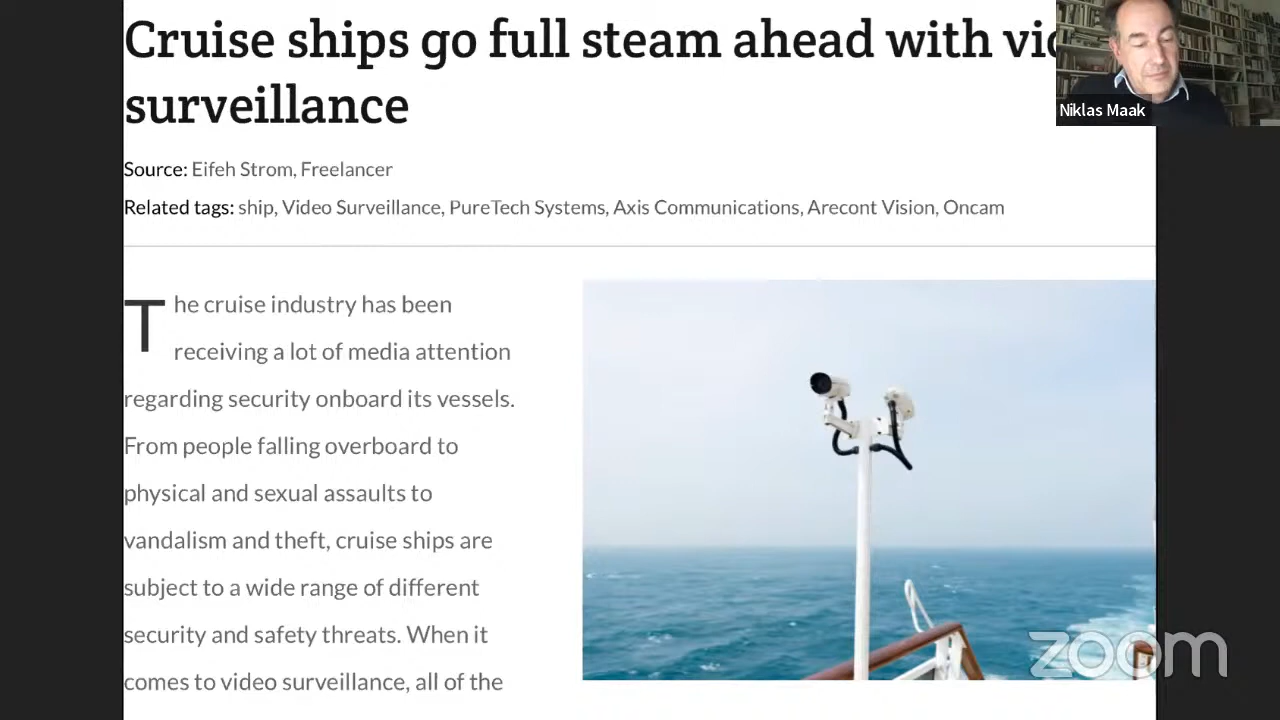 Cruise ships go full steam ahead with
surveillance
Niklas Maak
Source: Eifeh Strom, Freelancer
Related tags: ship, Video Surveillance, PureTech Systems, Axis Communications, Arecont Vision, Oncam
The cruise industry has been
receiving a lot of media attention
regarding security onboard its vessels.
From people falling overboard to
physical and sexual assaults to
vandalism and theft, cruise ships are
subject to a wide range of different
security and safety threats. When it
comes to video surveillance, all of the
zoom